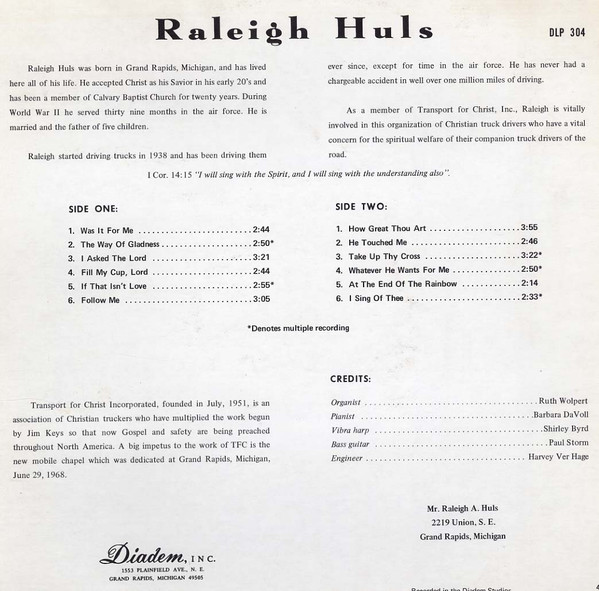 Raleigh Huls
DLP 304
Raleigh Huls was born in Grand Rapids, Michigan, and has lived
here all of his life. He accepted Christ as his Savior in his early 20's and
has been a member of Calvary Baptist Church for twenty years. During
World War II he served thirty nine months in the air force. He is
married and the father of five children.
Raleigh started driving trucks in 1938 and has been driving them
ever since, except for time in the air force. He has never had a
chargeable accident in well over one million miles of driving.
As a member of Transport for Christ, Inc., Raleigh is vitally
involved in this organization of Christian truck drivers who have a vital
concern for the spiritual welfare of their companion truck drivers of the
road.
I Cor. 14:15 "I will sing with the Spirit, and I will sing with the understanding also".
SIDE ONE:
1. Was It For Me ........................2:44
2. The Way Of Gladness...................2:50*
3. I Asked The Lord ......................3:21
4. Fill My Cup, Lord ......................2:44
5. If That Isn't Love ......................2:55*
6. Follow Me ...........................3:05
SIDE TWO:
1. How Great Thou Art ....................3:55
2. He Touched Me ........................2:46
3. Take Up Thy Cross .....................3:22*
4. Whatever He Wants For Me ..............2:50*
5. At The End Of The Rainbow .............2:14
6. I Sing Of Thee .........................2:33*
*Denotes multiple recording
Transport for Christ Incorporated, founded in July, 1951, is an
association of Christian truckers who have multiplied the work begun
by Jim Keys so that now Gospel and safety are being preached
throughout North America. A big impetus to the work of TFC is the
new mobile chapel which was dedicated at Grand Rapids, Michigan,
June 29, 1968.
CREDITS:
Organist ........................................Ruth Wolpert
Pianist ........................................Barbara DaVoll
Vibra harp ......................................Shirley Byrd
Bass guitar ......................................Paul Storm
Engineer ....................................Harvey Ver Hage
Mr. Raleigh A. Huls
2219 Union, S. E.
Grand Rapids, Michigan
Diadem, INC.
1553 PLAINFIELD AVE., N. E.
GRAND RAPIDS, MICHIGAN 49505
Recorded in the Diadem Studios